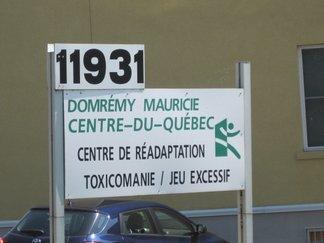 11931
DOMRÉMY MAURICIE
CENTRE-DU-QUÉBEC
CENTRE DE RÉADAPTATION
TOXICOMANIE / JEU EXCESSIF